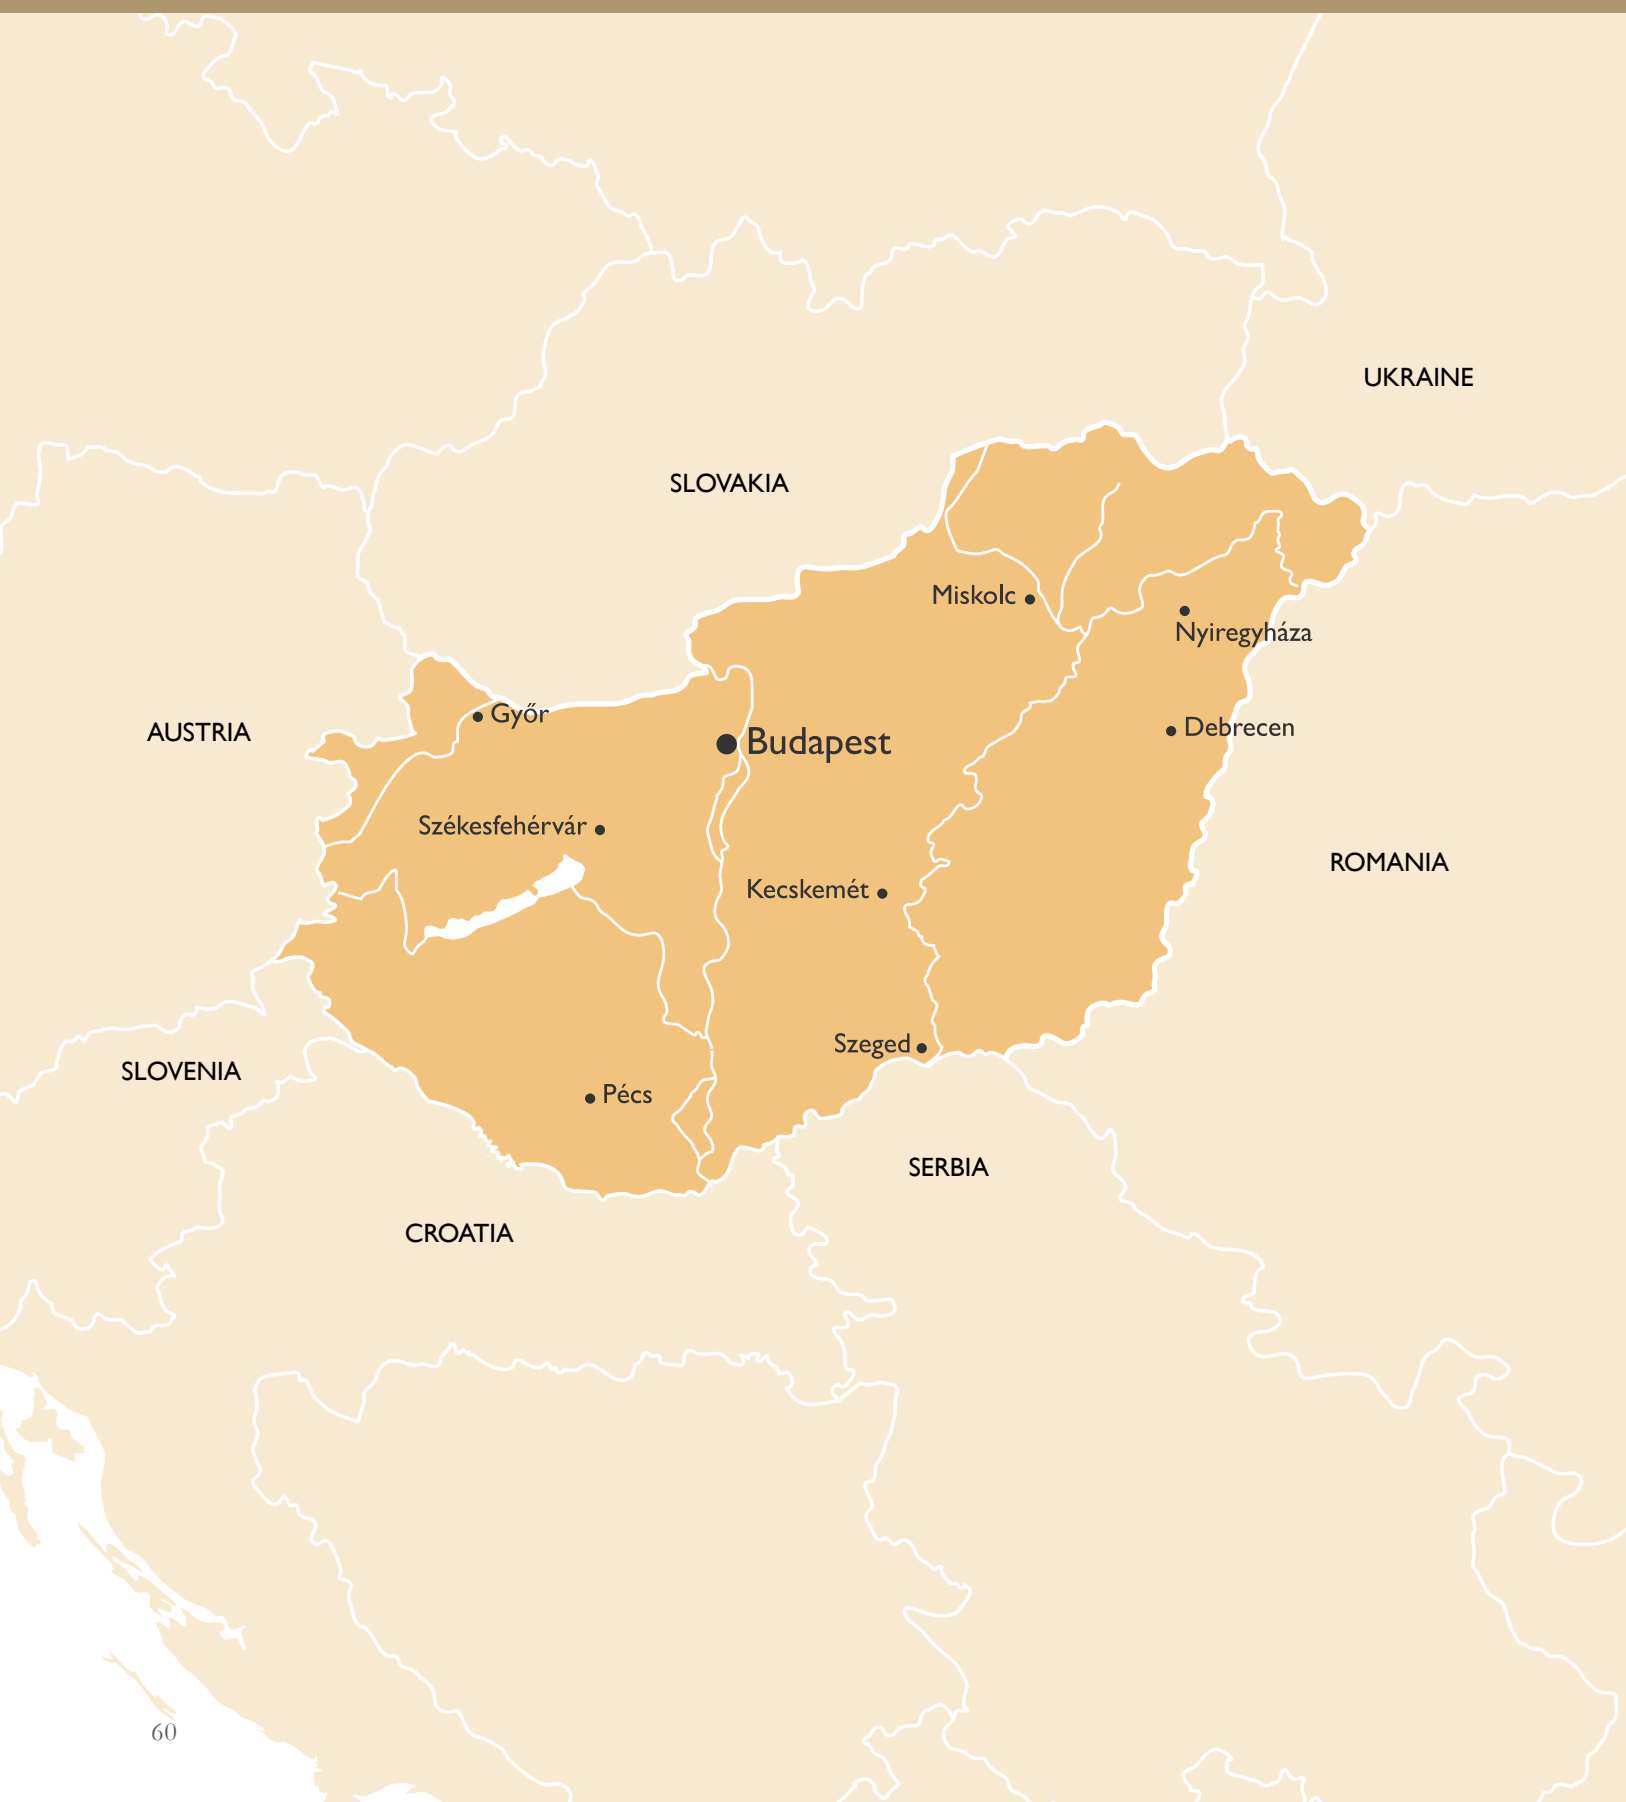 UKRAINE
SLOVAKIA
Miskolc
Nyiregyháza
Győr
Debrecen
AUSTRIA
Budapest
Székesfehérvár
ROMANIA
Kecskemét
Szeged
SLOVENIA
Pécs
SERBIA
CROATIA
60